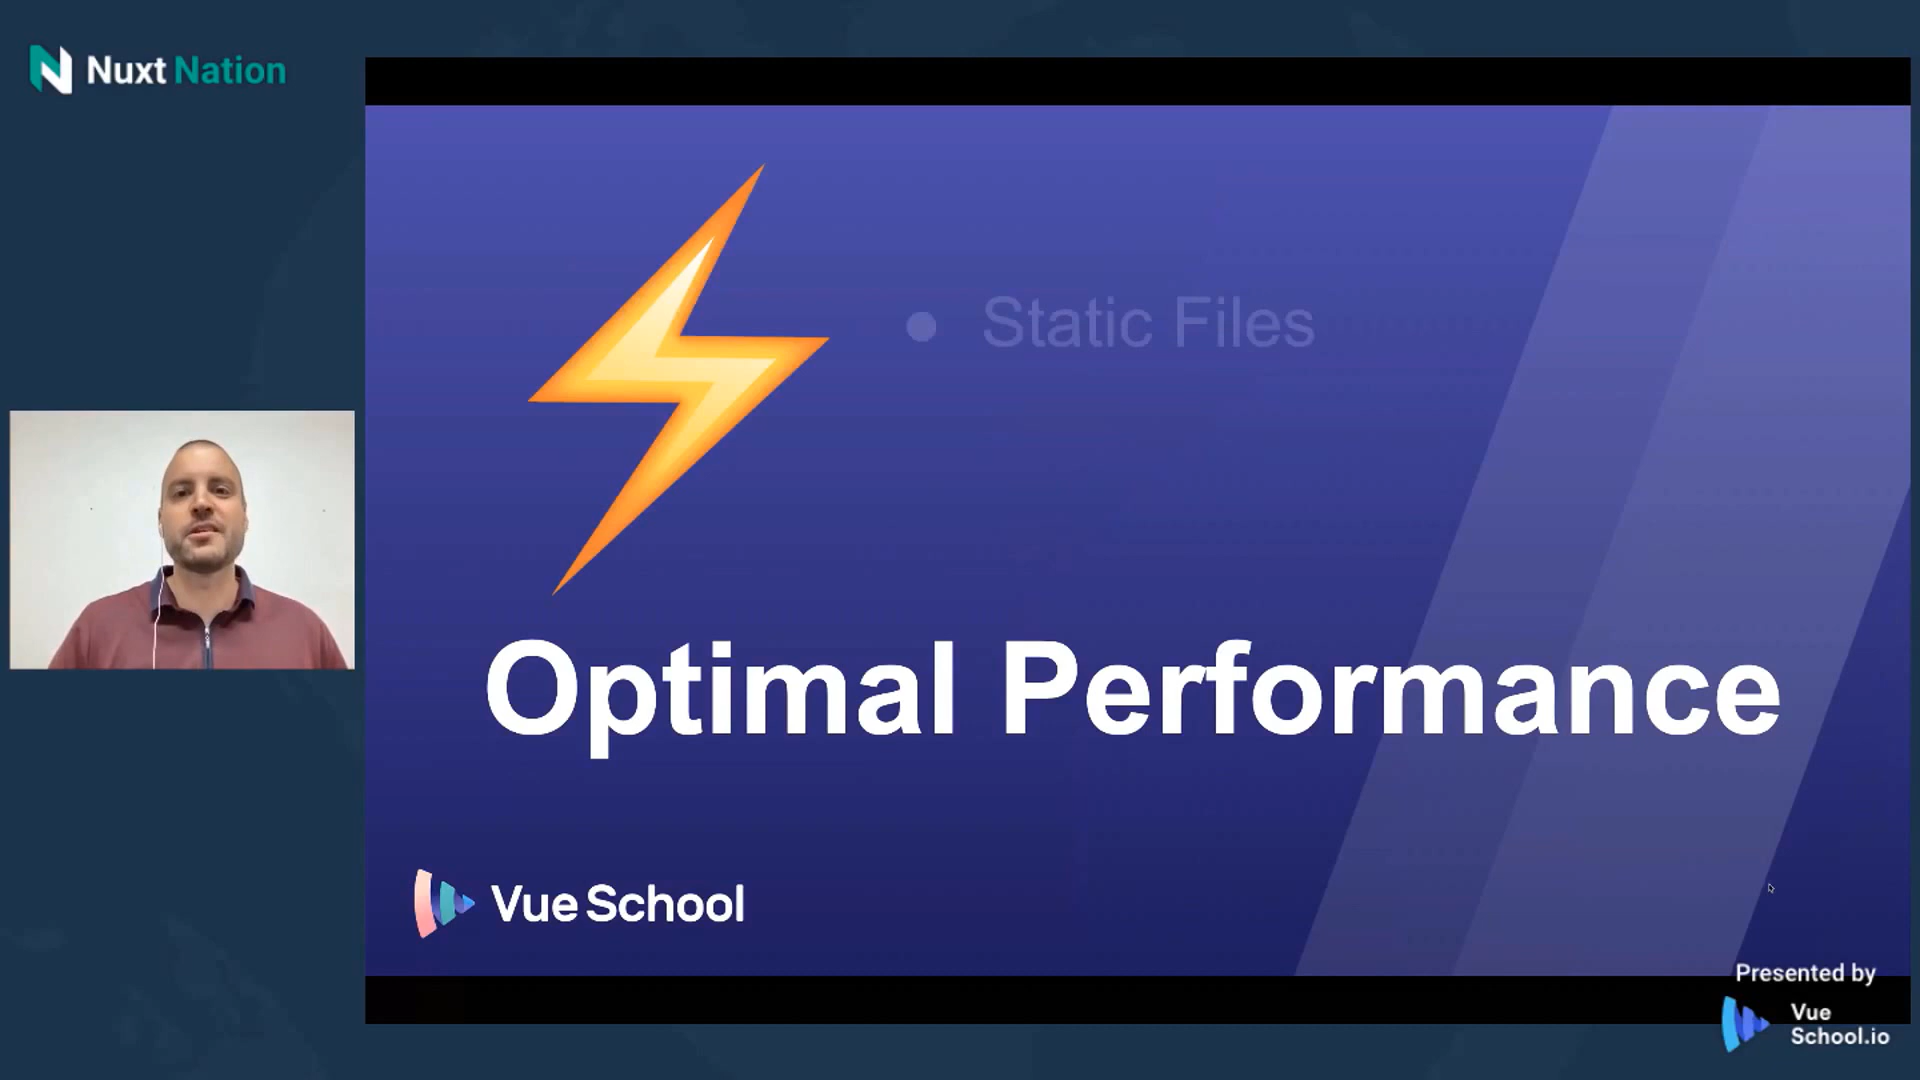 Nuxt Nation
• Static Files
Optimal Performance
Vue School
Presented by
Vue
School.io